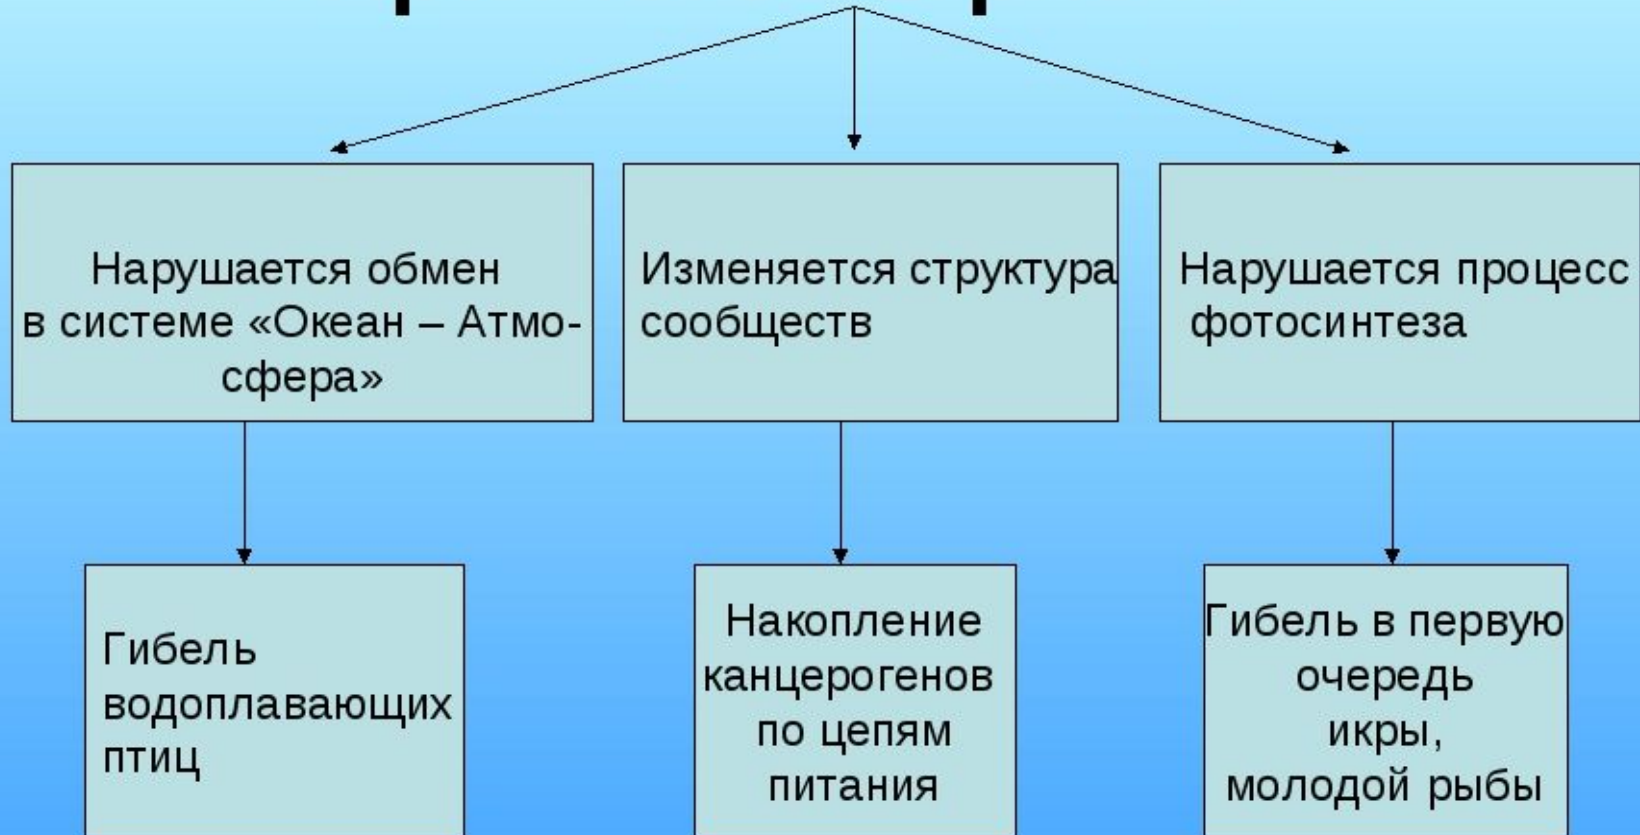 Нарушается обмен
в системе «Океан – Атмо-
сфера»
Изменяется структура
сообществ
Нарушается процесс
фотосинтеза
Гибель
водоплавающих
птиц
Накопление
канцерогенов
по цепям
питания
Гибель в первую
очередь
икры,
молодой рыбы